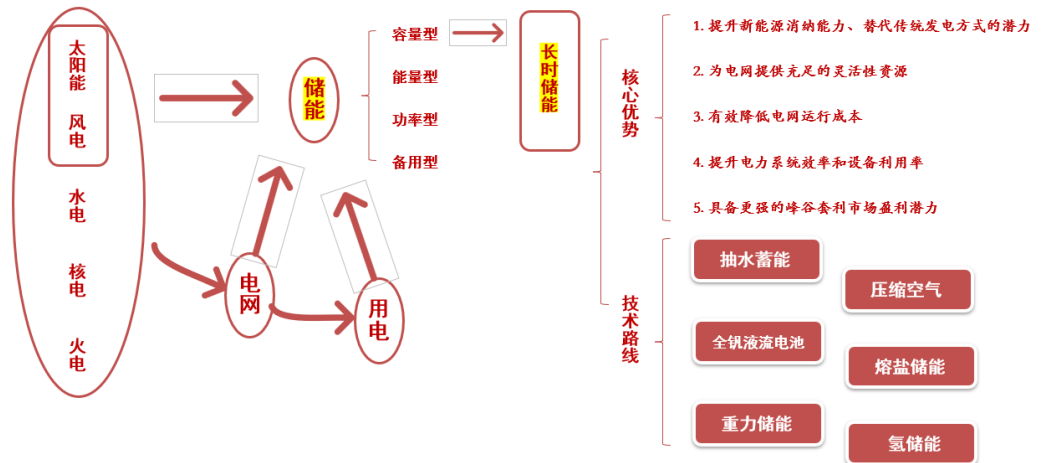 太阳能
风电
水电
核电
火电
储能
电网
用电
容量型
能量型
功率型
备用型
长时储能
核心优势
1. 提升新能源消纳能力、替代传统发电方式的潜力
2. 为电网提供充足的灵活性资源
3. 有效降低电网运行成本
4. 提升电力系统效率和设备利用率
5. 具备更强的峰谷套利市场盈利潜力
技术路线
抽水蓄能
压缩空气
全钒液流电池
熔盐储能
重力储能
氢储能